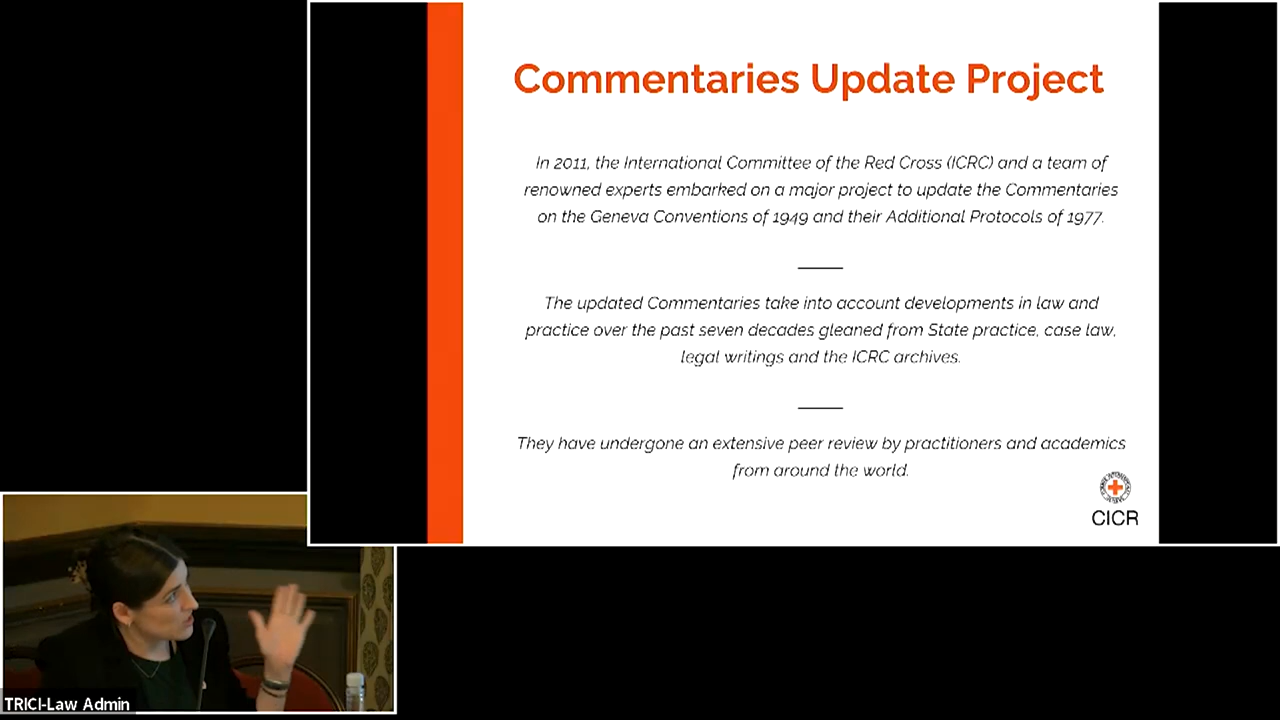 Commentaries Update Project
In 2011, the International Committee of the Red Cross (ICRC) and a team of
renowned experts embarked on a major project to update the Commentaries
on the Geneva Conventions of 1949 and their Additional Protocols of 1977.
The updated Commentaries take into account developments in law and
practice over the past seven decades gleaned from State practice, case law,
legal writings and the ICRC archives.
They have undergone an extensive peer review by practitioners and academics
from around the world.
CICR
TRICI-Law Admin